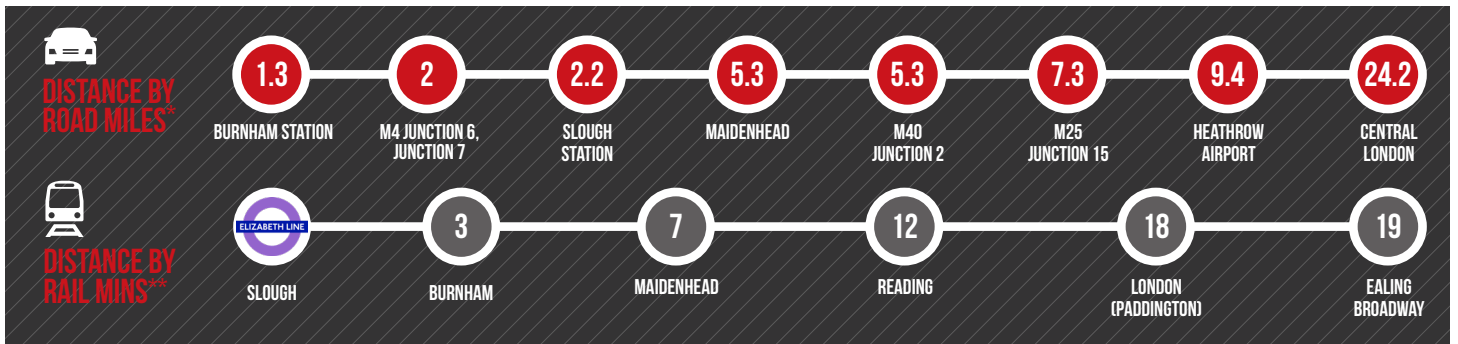 DISTANCE BY
ROAD MILES*
1.3
2
2.2
5.3
5.3
7.3
9.4
24.2
BURNHAM STATION
M4 JUNCTION 6,
JUNCTION 7
SLOUGH
STATION
MAIDENHEAD
M40
JUNCTION 2
M25
JUNCTION 15
HEATHROW
AIRPORT
CENTRAL
LONDON
DISTANCE BY
RAIL MINS**
ELIZABETH LINE
3
7
12
18
19
SLOUGH
BURNHAM
MAIDENHEAD
READING
LONDON
(PADDINGTON)
EALING
BROADWAY